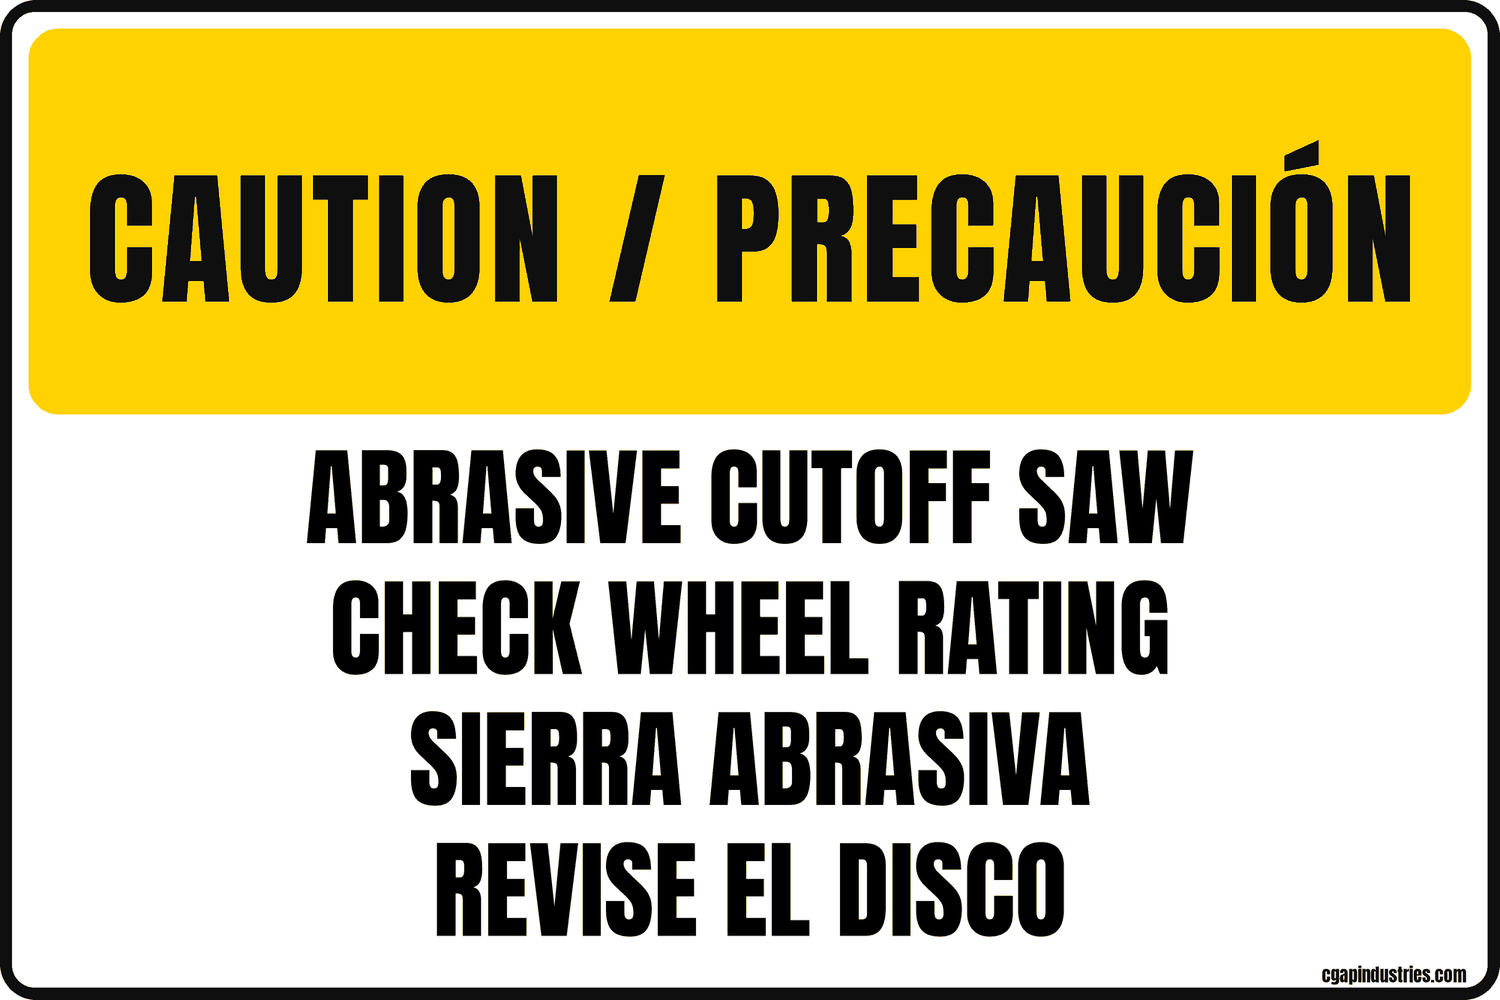 CAUTION / PRECAUCIÓN
ABRASIVE CUTOFF SAW
CHECK WHEEL RATING
SIERRA ABRASIVA
REVISE EL DISCO
cgapindustries.com